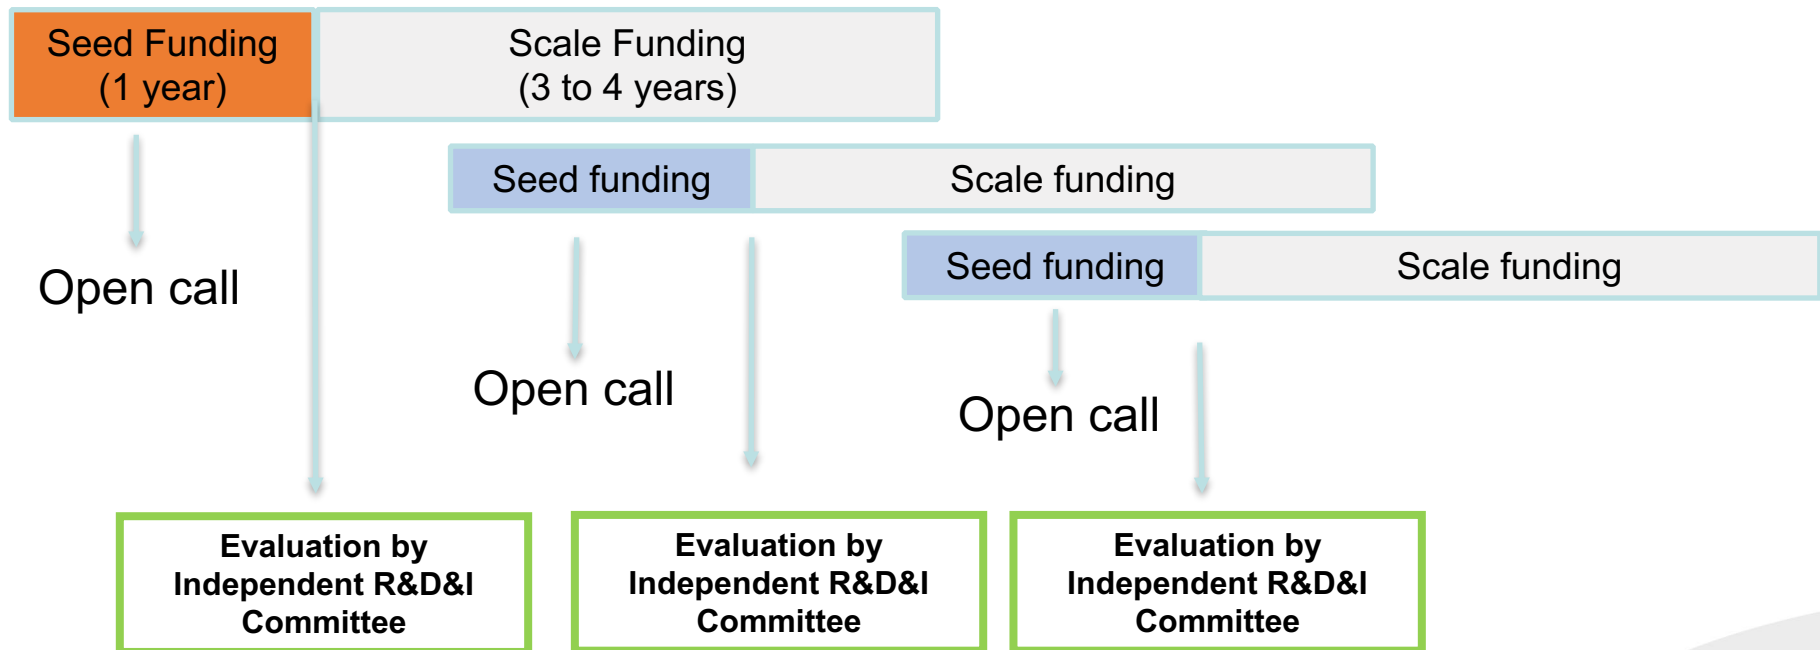 Seed Funding
(1 year)
Scale Funding
(3 to 4 years)
Seed funding
Scale funding
Seed funding
Scale funding
Open call
Open call
Open call
Evaluation by
Independent R&D&I
Committee
Evaluation by
Independent R&D&I
Committee
Evaluation by
Independent R&D&I
Committee